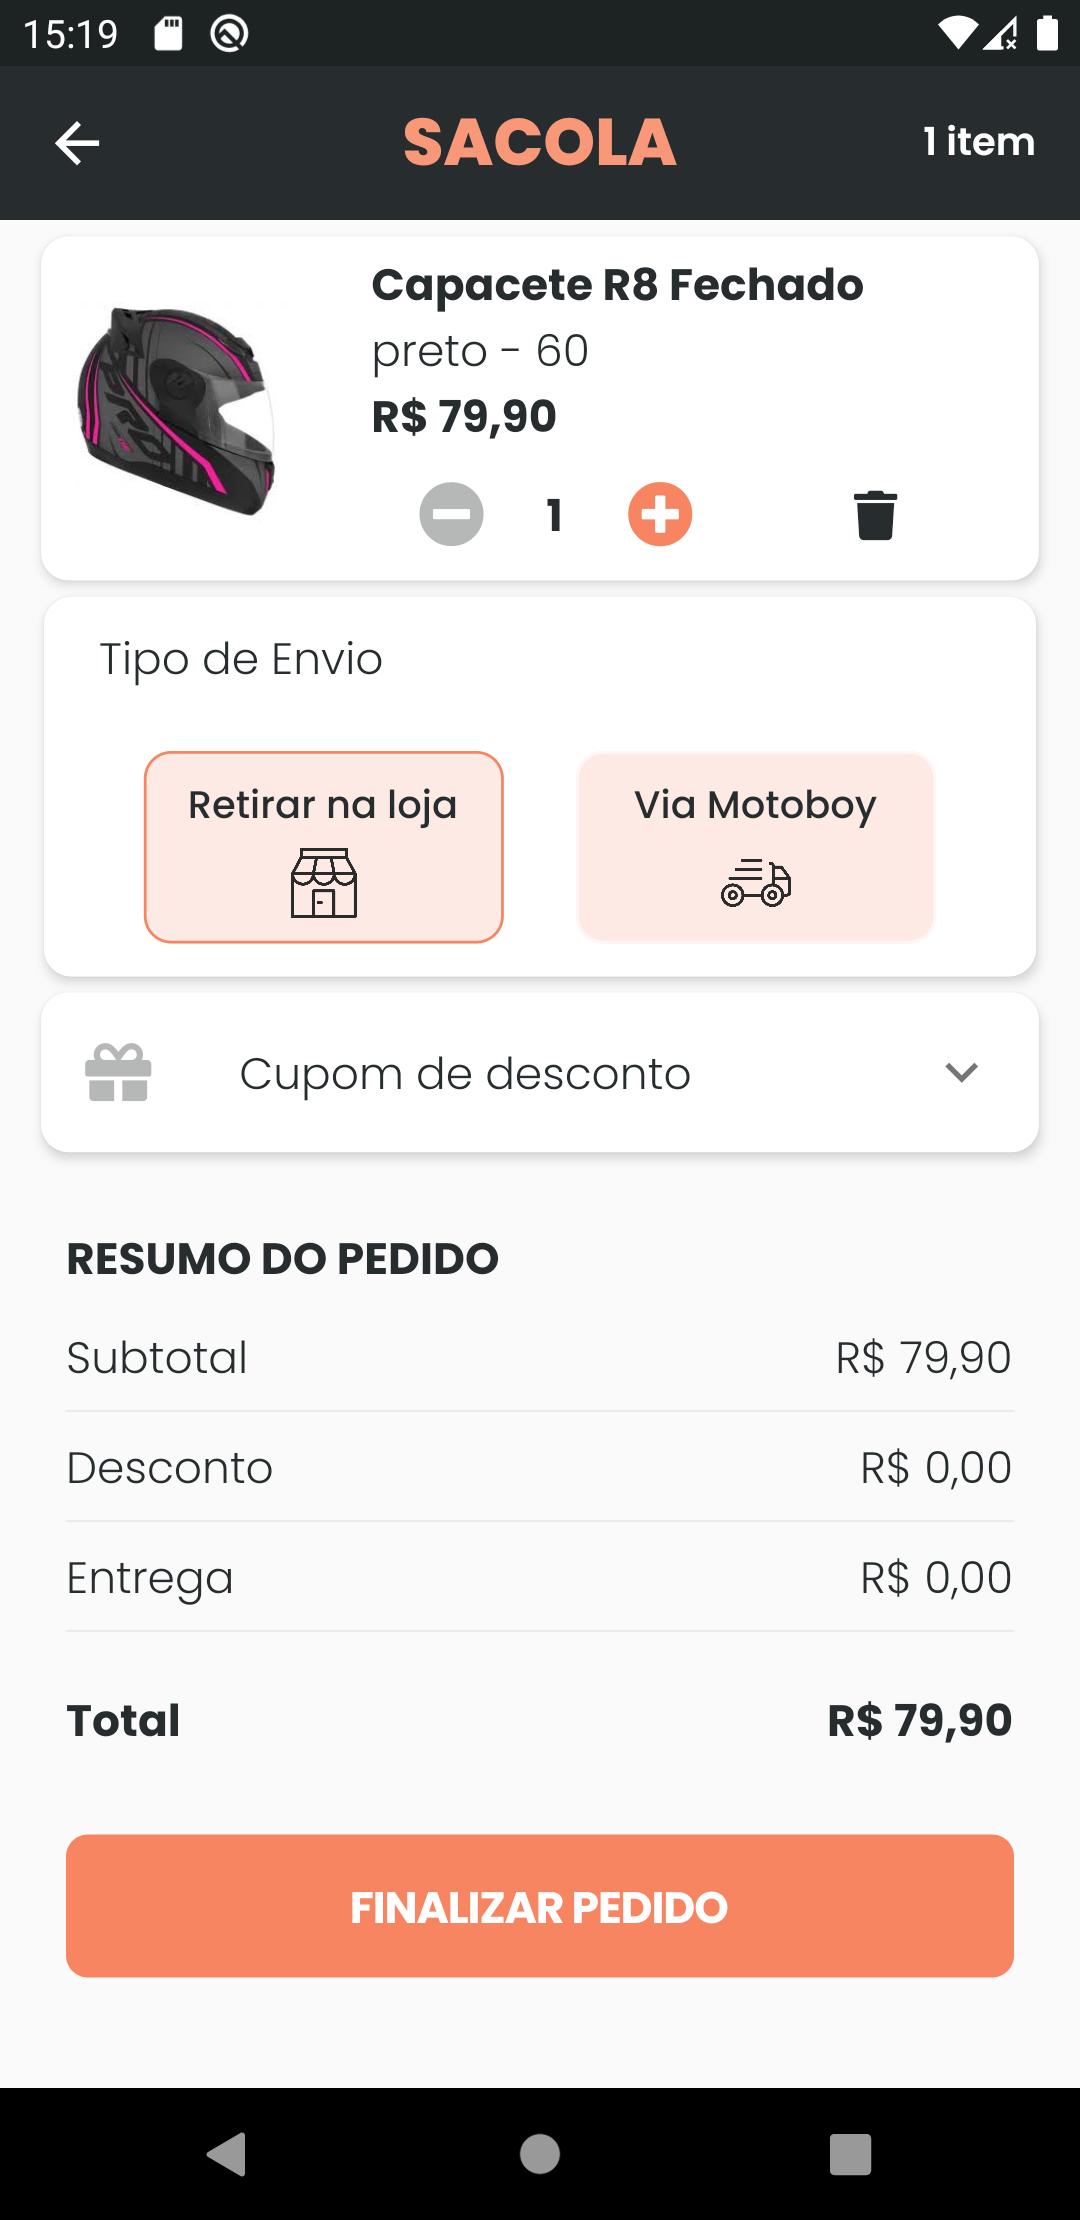 15:19
SACOLA
1 item
Capacete R8 Fechado
preto - 60
R$ 79,90
1
Tipo de Envio
Retirar na loja
Via Motoboy
Cupom de desconto
RESUMO DO PEDIDO
Subtotal R$ 79,90
Desconto R$ 0,00
Entrega R$ 0,00
Total R$ 79,90
FINALIZAR PEDIDO